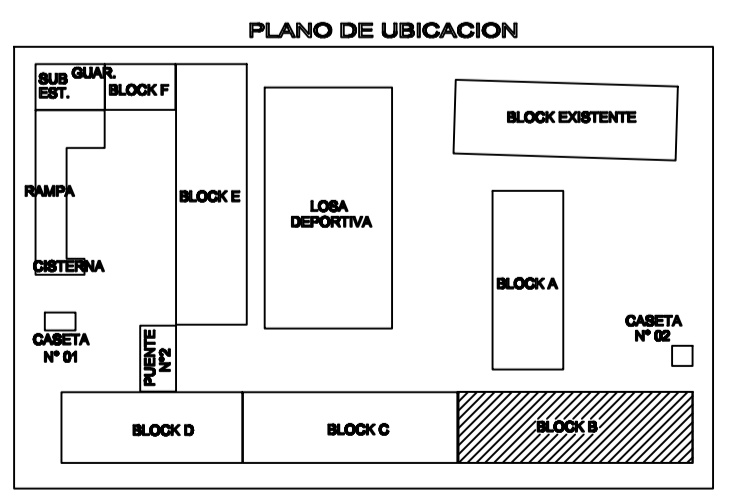 PLANO DE UBICACION
SUB
EST.
GUAR.
BLOCK F
BLOCK EXISTENTE
RAMPA
BLOCK E
LOSA
DEPORTIVA
CISTERNA
BLOCK A
CASETA
N° 01
CASETA
N° 02
PUENTE
N°2
BLOCK D
BLOCK C
BLOCK B